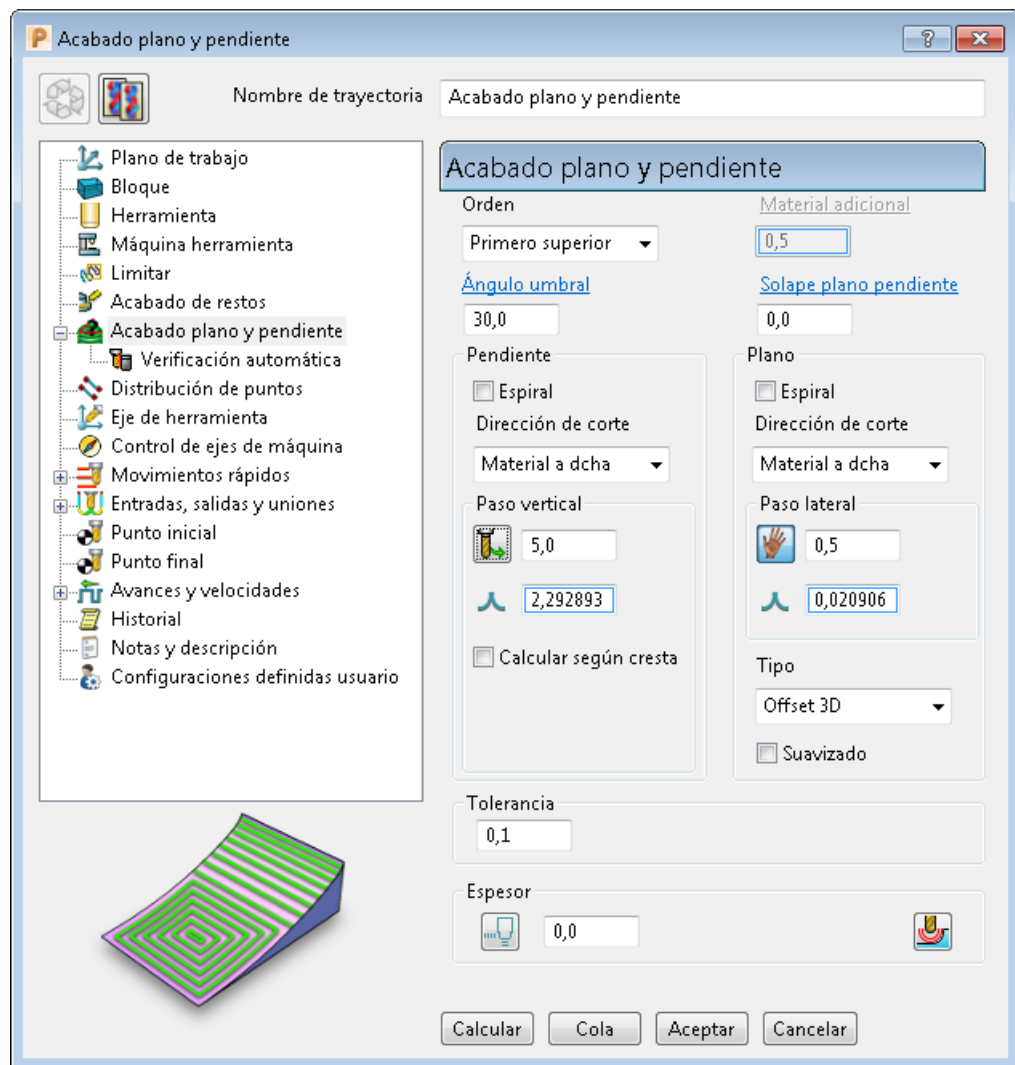 Acabado plano y pendiente
Nombre de trayectoria
Acabado plano y pendiente
Plano de trabajo
Bloque
Herramienta
Máquina herramienta
Limitar
Acabado de restos
Acabado plano y pendiente
Verificación automática
Distribución de puntos
Eje de herramienta
Control de ejes de máquina
Movimientos rápidos
Entradas, salidas y uniones
Punto inicial
Punto final
Avances y velocidades
Historial
Notas y descripción
Configuraciones definidas usuario
Acabado plano y pendiente
Orden
Material adicional
Primero superior
0,5
Ángulo umbral
Solape plano pendiente
30,0
0,0
Pendiente
Espiral
Dirección de corte
Material a dcha
Paso vertical
5,0
2,292893
Calcular según cresta
Plano
Espiral
Dirección de corte
Material a dcha
Paso lateral
0,5
0,020906
Tipo
Offset 3D
Suavizado
Tolerancia
0,1
Espesor
0,0
Calcular
Cola
Aceptar
Cancelar